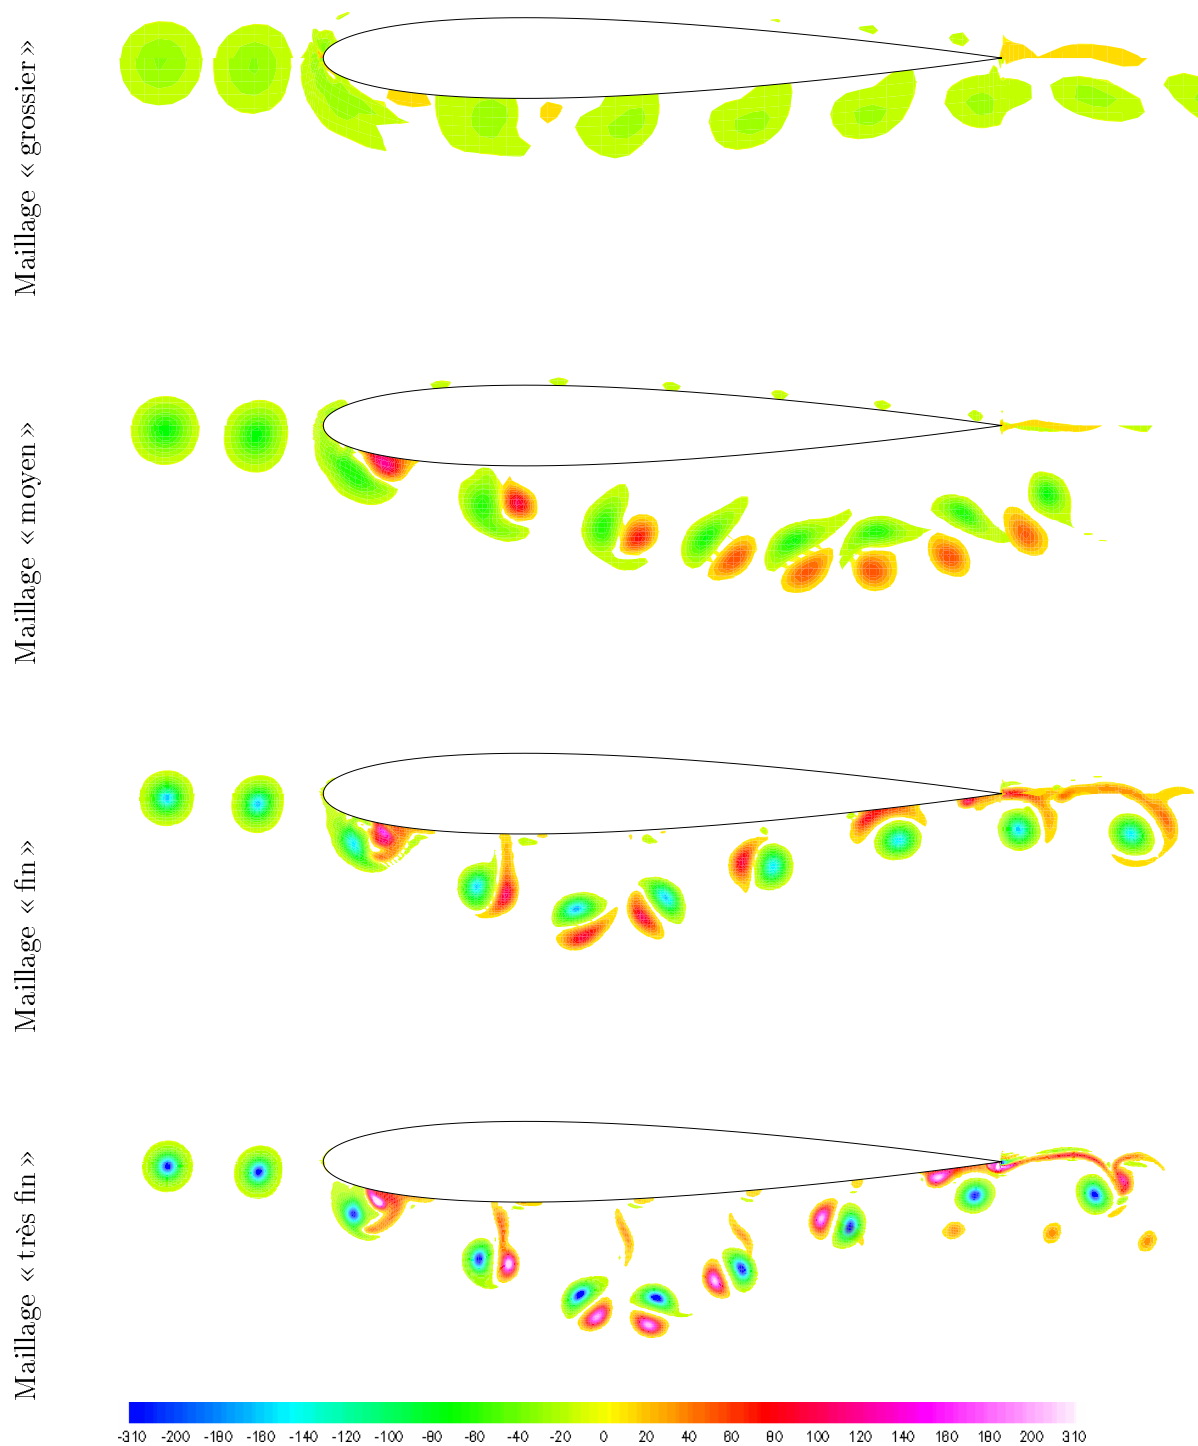 Maillage « grossier »
Maillage « moyen »
Maillage « fin »
Maillage « très fin »
-310 -200 -180 -160 -140 -120 -100 -80 -60 -40 -20 0 20 40 60 80 100 120 140 160 180 200 310